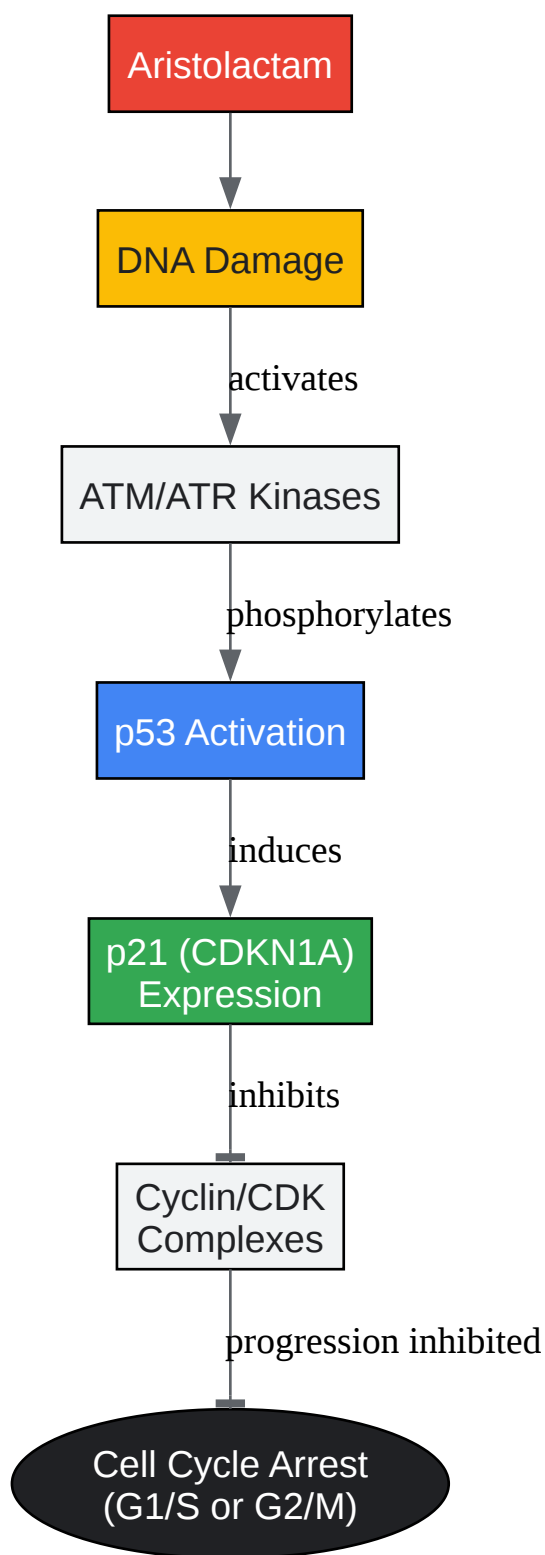 Aristolactam
DNA Damage
activates
ATM/ATR Kinases
phosphorylates
p53 Activation
induces
p21 (CDKN1A)
Expression
inhibits
Cyclin/CDK
Complexes
progression inhibited
Cell Cycle Arrest
(G1/S or G2/M)